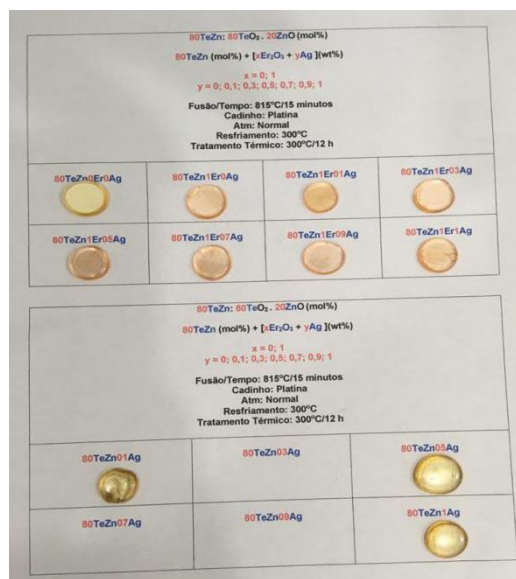 80TeZn: 80TeO₂ . 20ZnO (mol%)
80TeZn (mol%) + [xEr₂O₃ + yAg ](wt%)
x = 0; 1
y = 0; 0,1; 0,3; 0,5; 0,7; 0,9; 1
Fusão/Tempo: 815ºC/15 minutos
Cadinho: Platina
Atm: Normal
Resfriamento: 300ºC
Tratamento Térmico: 300ºC/12 h
80TeZn0Er0Ag 80TeZn1Er0Ag 80TeZn1Er01Ag 80TeZn1Er03Ag
80TeZn1Er05Ag 80TeZn1Er07Ag 80TeZn1Er09Ag 80TeZn1Er1Ag
80TeZn: 80TeO₂ . 20ZnO (mol%)
80TeZn (mol%) + [xEr₂O₃ + yAg ](wt%)
x = 0; 1
y = 0; 0,1; 0,3; 0,5; 0,7; 0,9; 1
Fusão/Tempo: 815ºC/15 minutos
Cadinho: Platina
Atm: Normal
Resfriamento: 300ºC
Tratamento Térmico: 300ºC/12 h
80TeZn01Ag 80TeZn03Ag 80TeZn05Ag
80TeZn07Ag 80TeZn09Ag 80TeZn1Ag